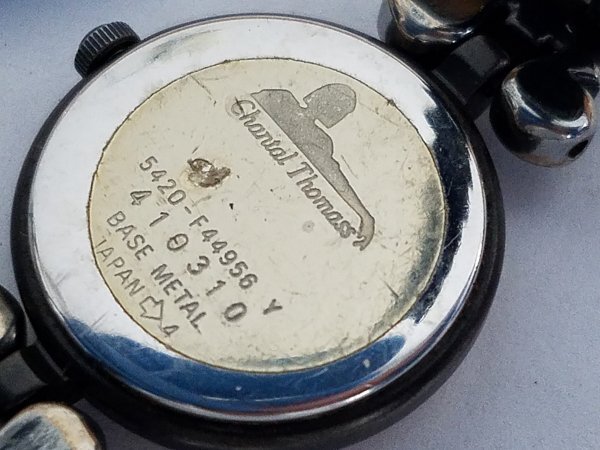 Chantal Thomass
5420-F44956 Y
410310
BASE METAL
JAPAN 4